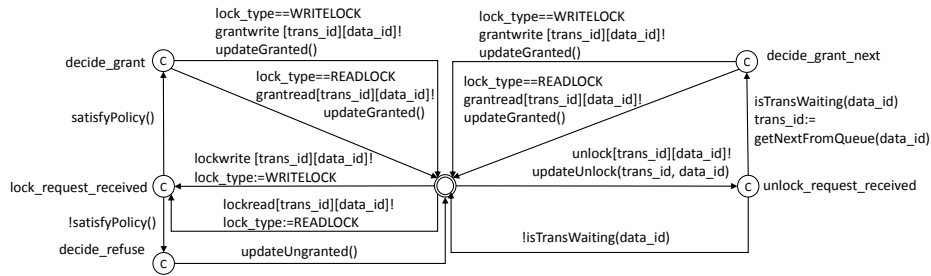 lock_type==WRITELOCK
grantwrite [trans_id][data_id]!
updateGranted()
lock_type==WRITELOCK
grantwrite [trans_id][data_id]!
updateGranted()
decide_grant
C
C
decide_grant_next
lock_type==READLOCK
grantread[trans_id][data_id]!
updateGranted()
lock_type==READLOCK
grantread[trans_id][data_id]!
updateGranted()
satisfyPolicy()
isTransWaiting(data_id)
trans_id:=
getNextFromQueue(data_id)
lockwrite [trans_id][data_id]!
lock_type:=WRITELOCK
unlock[trans_id][data_id]!
updateUnlock(trans_id, data_id)
lock_request_received
C
C
unlock_request_received
lockread[trans_id][data_id]!
lock_type:=READLOCK
!satisfyPolicy()
!isTransWaiting(data_id)
decide_refuse
C
updateUngranted()